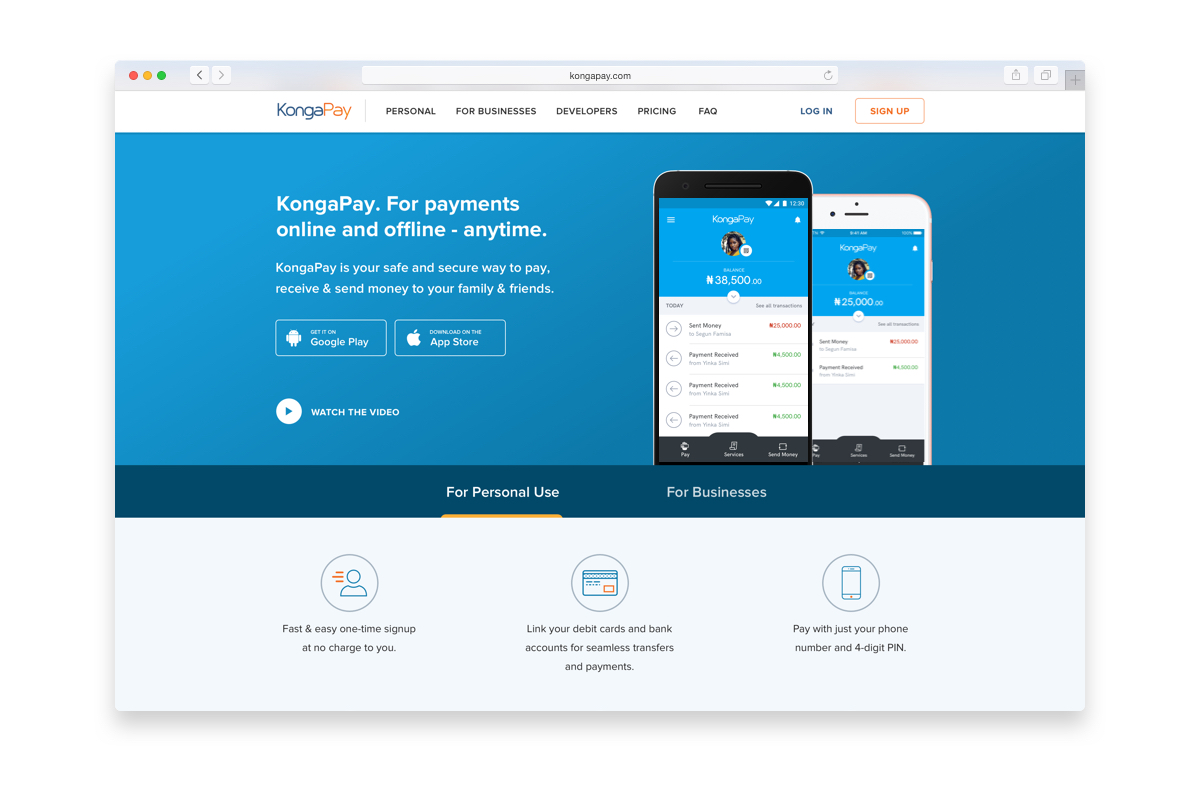 kongapay.com
KongaPay
PERSONAL
FOR BUSINESSES
DEVELOPERS
PRICING
FAQ
LOG IN
SIGN UP
KongaPay. For payments
online and offline - anytime.
KongaPay is your safe and secure way to pay,
receive & send money to your family & friends.
GET IT ON
Google Play
DOWNLOAD ON THE
App Store
WATCH THE VIDEO
12:30
KongaPay
BALANCE
₦38,500.00
TODAY
See all transactions
Sent Money
₦25,000.00
to Segun Famisa
Payment Received
₦4,500.00
from Yinka Simi
Payment Received
₦4,500.00
from Yinka Simi
Payment Received
₦4,500.00
from Yinka Simi
Pay
Services
Send Money
9:41 AM
100%
KongaPay
BALANCE
₦25,000.00
See all transactions
Sent Money
₦25,000.00
to Segun Famisa
Payment Received
₦4,500.00
from Yinka Simi
Pay
Services
Send Money
For Personal Use
For Businesses
Fast & easy one-time signup
at no charge to you.
Link your debit cards and bank
accounts for seamless transfers
and payments.
Pay with just your phone
number and 4-digit PIN.